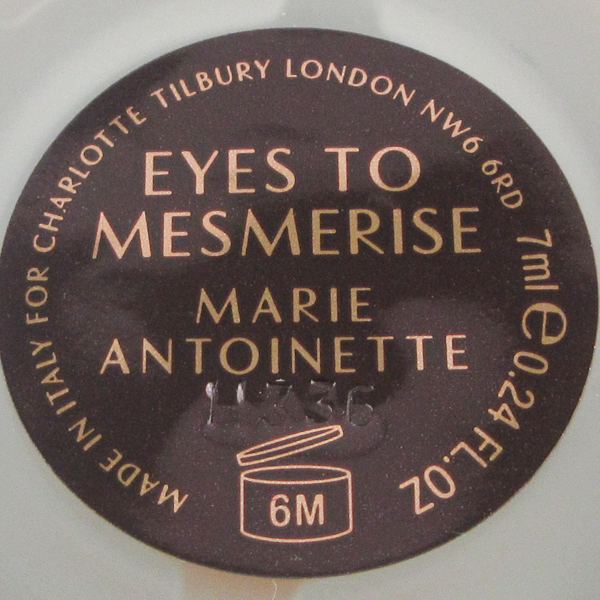 MADE IN ITALY FOR CHARLOTTE TILBURY LONDON NW6 6RD 7ml e 0.24 FL.OZ
EYES TO
MESMERISE
MARIE
ANTOINETTE
H336
6M